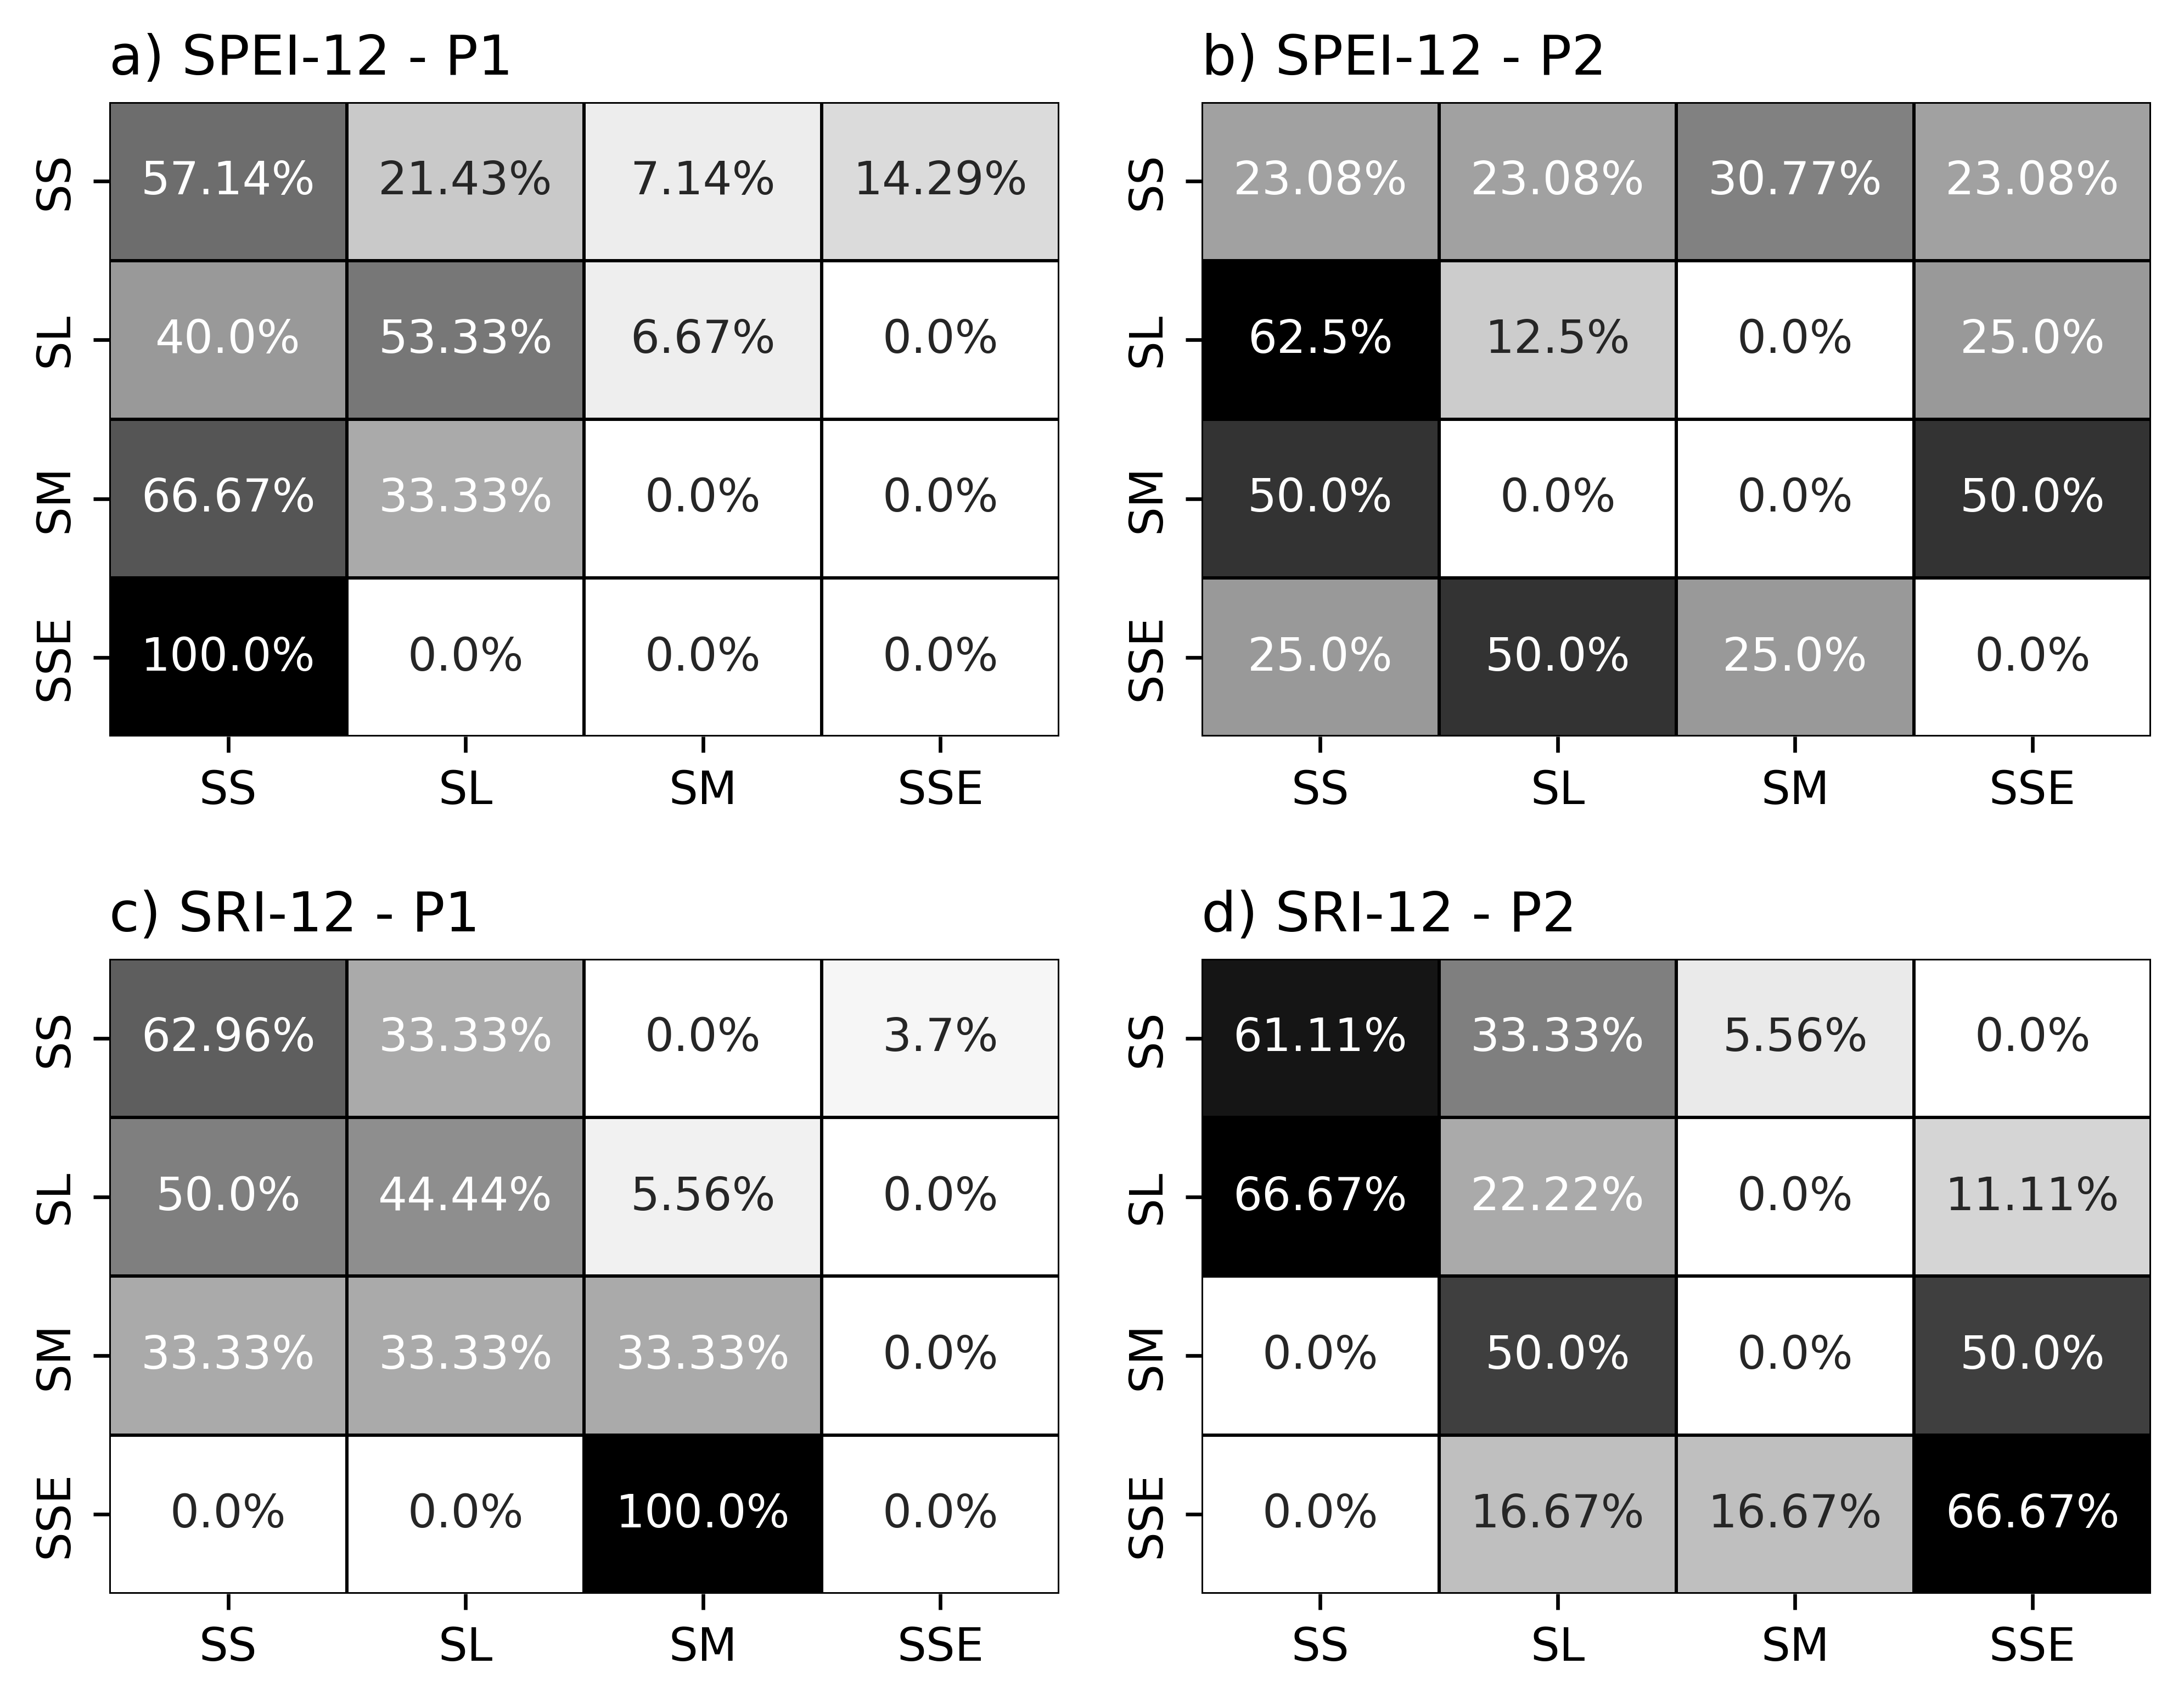 a) SPEI-12 - P1
SS 57.14% 21.43% 7.14% 14.29%
SL 40.0% 53.33% 6.67% 0.0%
SM 66.67% 33.33% 0.0% 0.0%
SSE 100.0% 0.0% 0.0% 0.0%
SS SL SM SSE
b) SPEI-12 - P2
SS 23.08% 23.08% 30.77% 23.08%
SL 62.5% 12.5% 0.0% 25.0%
SM 50.0% 0.0% 0.0% 50.0%
SSE 25.0% 50.0% 25.0% 0.0%
SS SL SM SSE
c) SRI-12 - P1
SS 62.96% 33.33% 0.0% 3.7%
SL 50.0% 44.44% 5.56% 0.0%
SM 33.33% 33.33% 33.33% 0.0%
SSE 0.0% 0.0% 100.0% 0.0%
SS SL SM SSE
d) SRI-12 - P2
SS 61.11% 33.33% 5.56% 0.0%
SL 66.67% 22.22% 0.0% 11.11%
SM 0.0% 50.0% 0.0% 50.0%
SSE 0.0% 16.67% 16.67% 66.67%
SS SL SM SSE